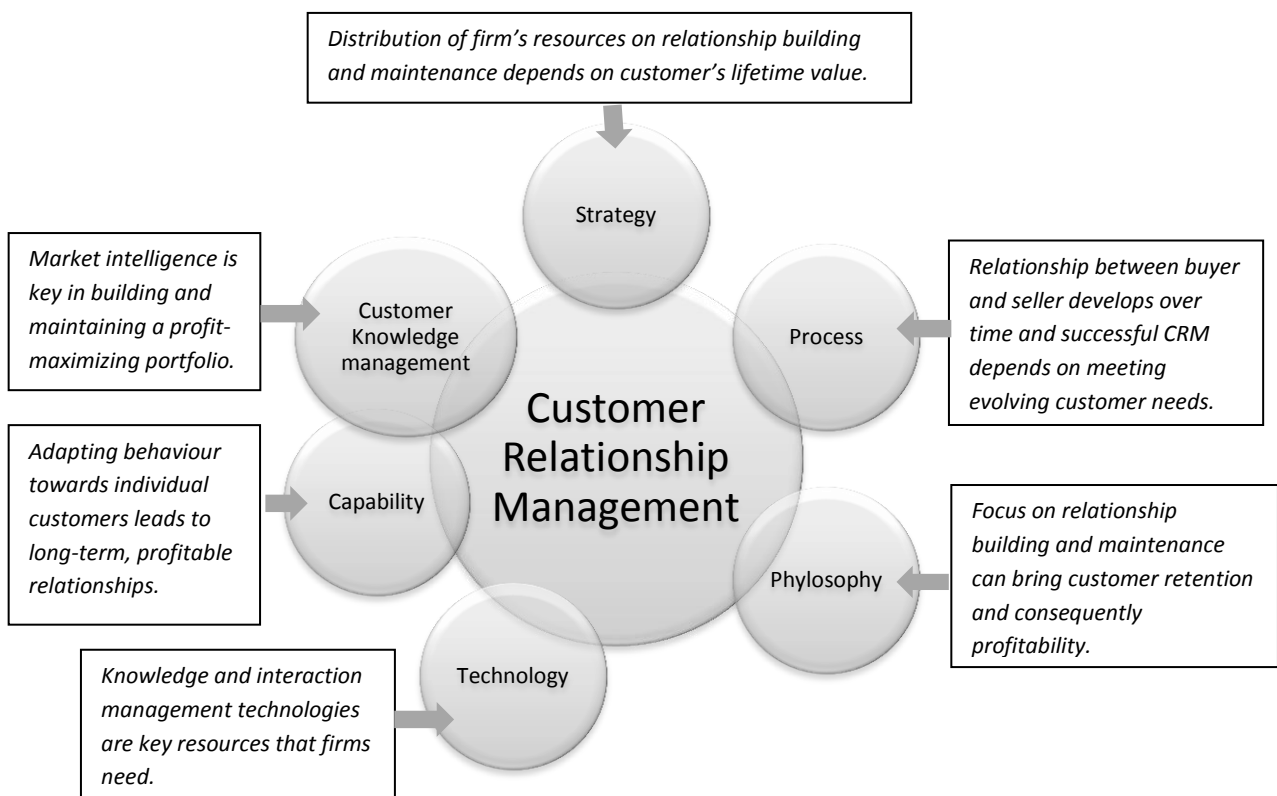 Distribution of firm's resources on relationship building
and maintenance depends on customer's lifetime value.
Strategy
Market intelligence is
key in building and
maintaining a profit-
maximizing portfolio.
Customer
Knowledge
management
Process
Relationship between buyer
and seller develops over
time and successful CRM
depends on meeting
evolving customer needs.
Customer
Relationship
Management
Adapting behaviour
towards individual
customers leads to
long-term, profitable
relationships.
Capability
Phylosophy
Focus on relationship
building and maintenance
can bring customer retention
and consequently
profitability.
Technology
Knowledge and interaction
management technologies
are key resources that firms
need.